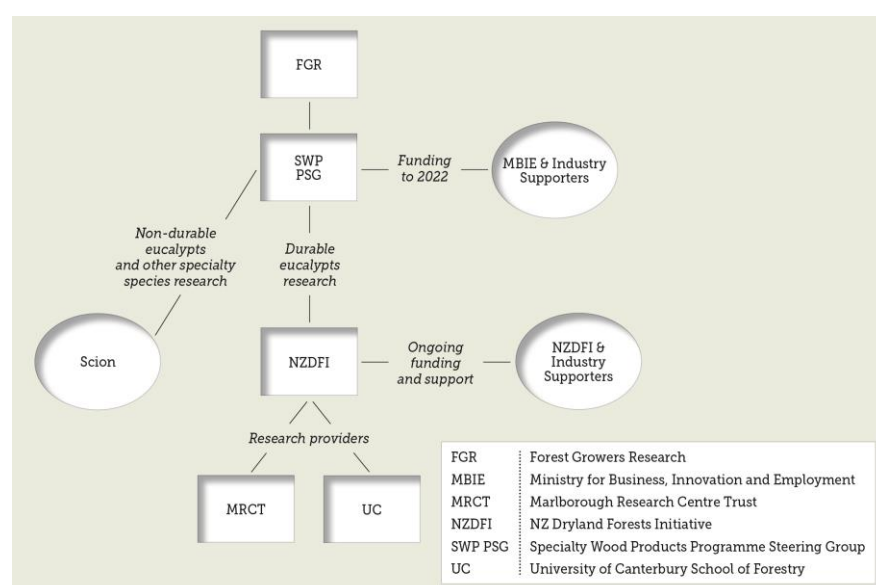 FGR
SWP
PSG
Funding
to 2022
MBIE & Industry
Supporters
Non-durable
eucalypts
and other specialty
species research
Durable
eucalypts
research
Scion
NZDFI
Ongoing
funding
and support
NZDFI &
Industry
Supporters
Research providers
MRCT
UC
FGR Forest Growers Research
MBIE Ministry for Business, Innovation and Employment
MRCT Marlborough Research Centre Trust
NZDFI NZ Dryland Forests Initiative
SWP PSG Specialty Wood Products Programme Steering Group
UC University of Canterbury School of Forestry